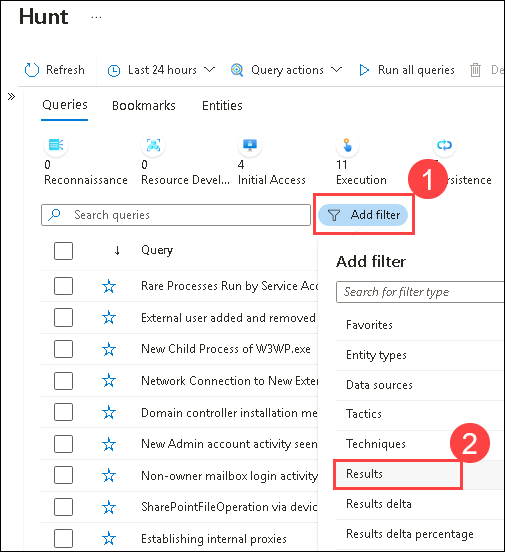 Hunt ...
Refresh Last 24 hours Query actions Run all queries De
Queries Bookmarks Entities
0 0 4 11
Reconnaissance Resource Devel... Initial Access Execution rsistence
1
Search queries Add filter
↓ Query
Add filter
Search for filter type
Rare Processes Run by Service Acc
External user added and removed
New Child Process of W3WP.exe
Network Connection to New Exter
Domain controller installation me
New Admin account activity seen
Non-owner mailbox login activity
SharePointFileOperation via devic
Establishing internal proxies
Favorites
Entity types
Data sources
Tactics
Techniques
2
Results
Results delta
Results delta percentage